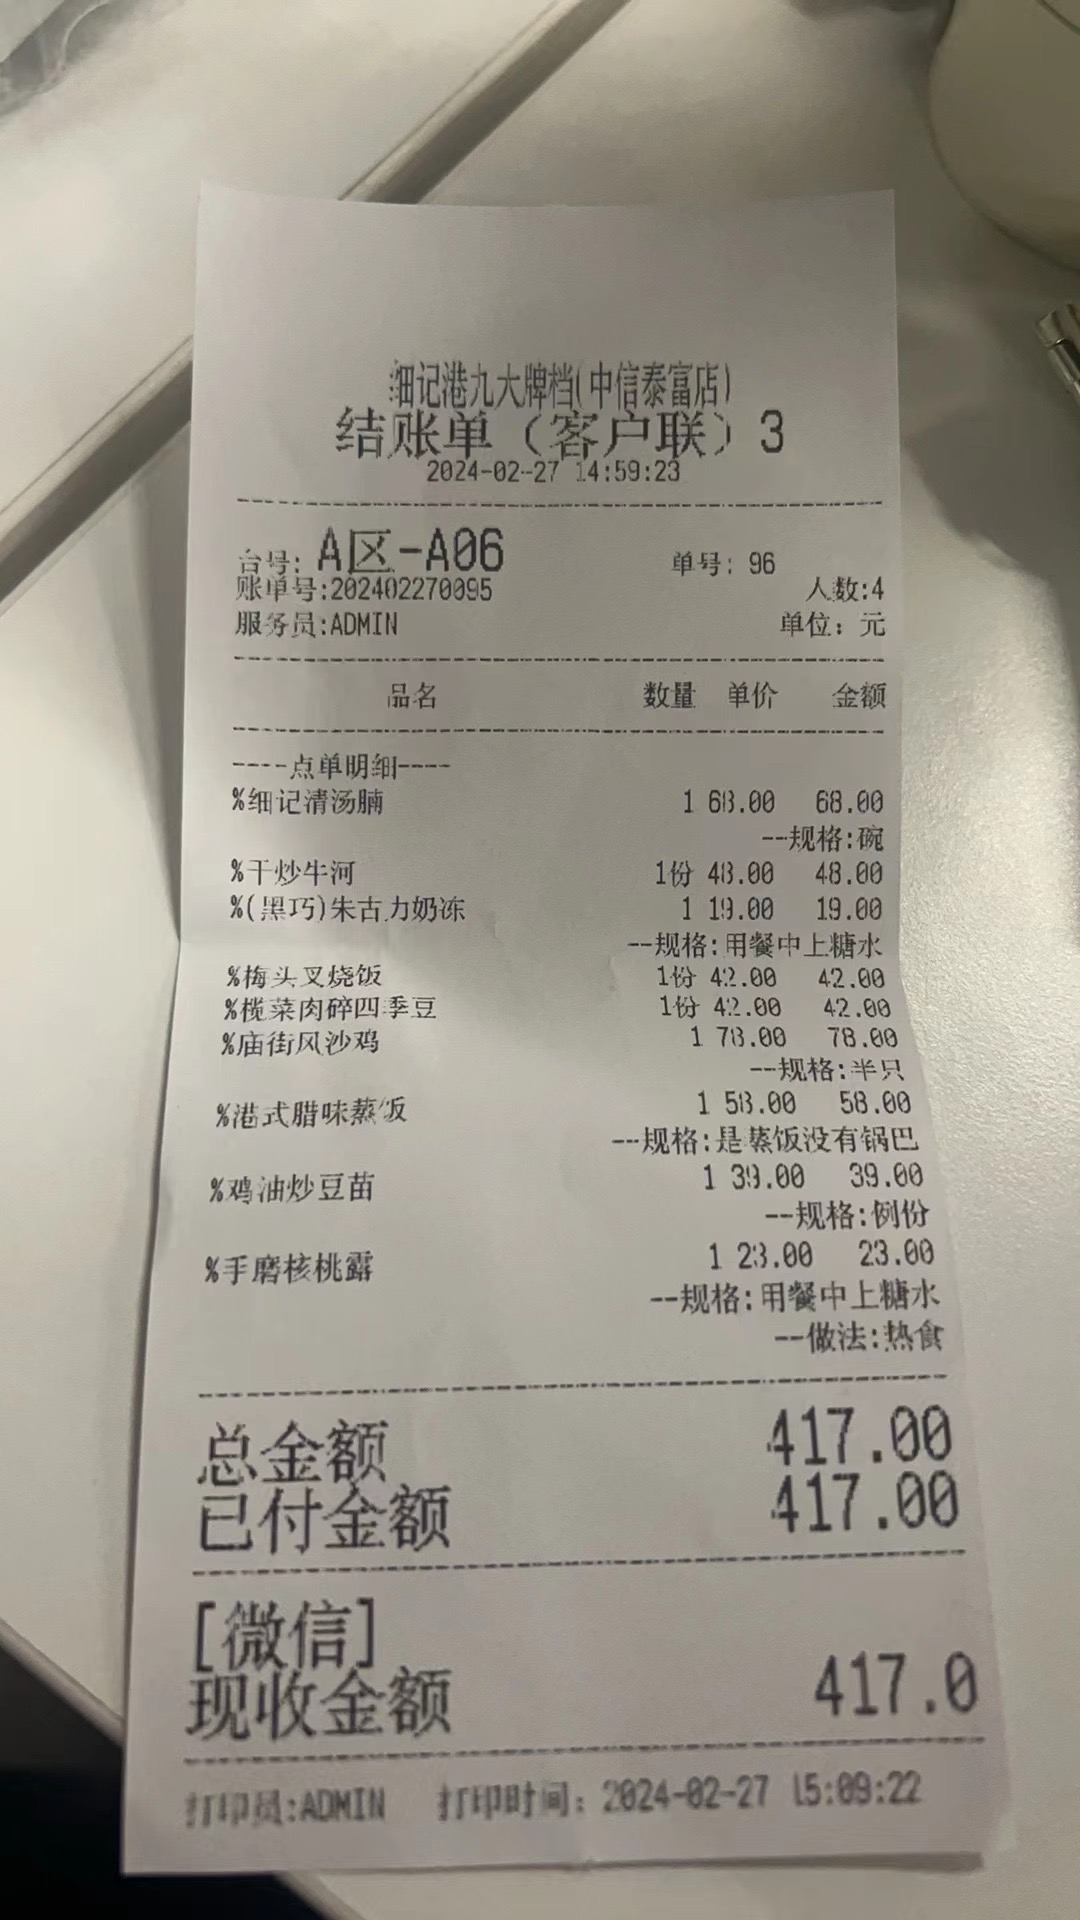 细记港九大牌档(中信泰富店)
结账单（客户联）3
2024-02-27 14:59:23
台号: A区-A06 单号: 96
账单号:202402270095 人数:4
服务员:ADMIN 单位: 元
品名 数量 单价 金额
----点单明细----
%细记清汤腩 1 68.00 68.00
--规格:碗
%干炒牛河 1份 48.00 48.00
%(黑巧)朱古力奶冻 1 19.00 19.00
--规格:用餐中上糖水
%梅头叉烧饭 1份 42.00 42.00
%榄菜肉碎四季豆 1份 42.00 42.00
%庙街风沙鸡 1 78.00 78.00
--规格:半只
%港式腊味蒸饭 1 58.00 58.00
--规格:是蒸饭没有锅巴
%鸡油炒豆苗 1 39.00 39.00
--规格:例份
%手磨核桃露 1 23.00 23.00
--规格:用餐中上糖水
--做法:热食
总金额 417.00
已付金额 417.00
[微信]
现收金额 417.0
打印员:ADMIN 打印时间: 2024-02-27 15:09:22